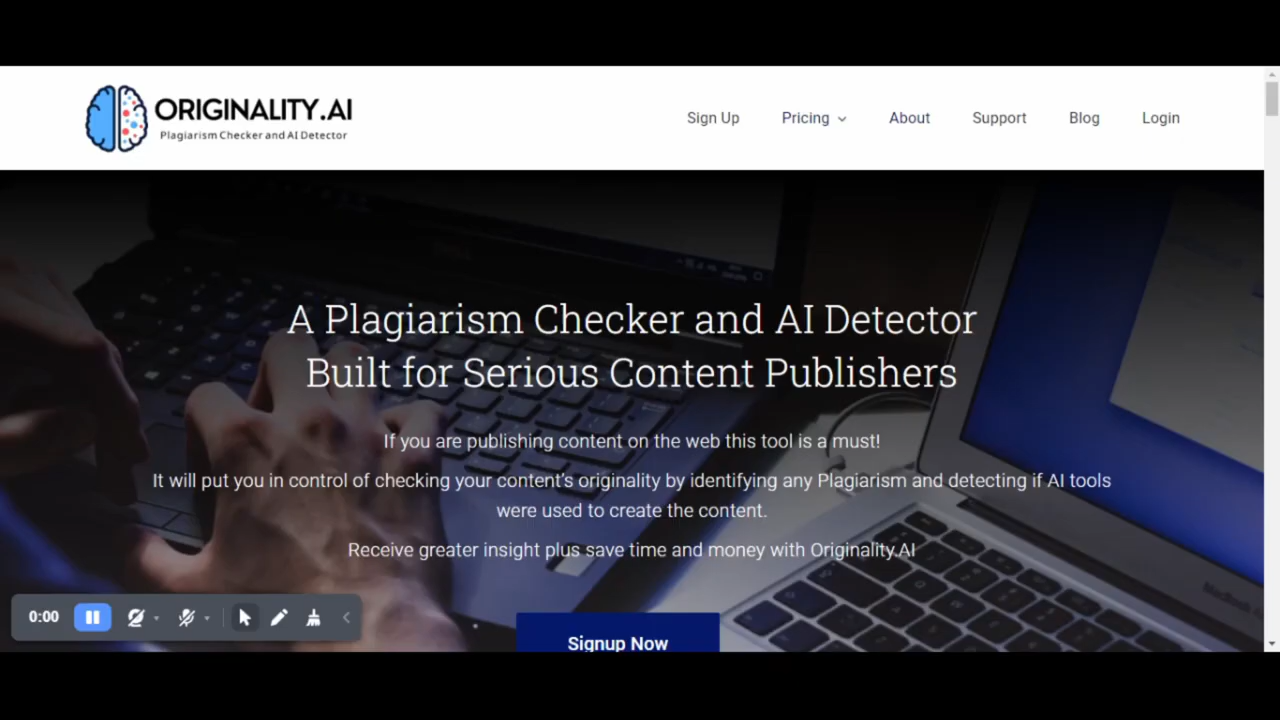 ORIGINALITY.AI
Plagiarism Checker and AI Detector
Sign Up Pricing About Support Blog Login
A Plagiarism Checker and AI Detector
Built for Serious Content Publishers
If you are publishing content on the web this tool is a must!
It will put you in control of checking your content's originality by identifying any Plagiarism and detecting if AI tools
were used to create the content.
Receive greater insight plus save time and money with Originality.AI
0:00
Signup Now